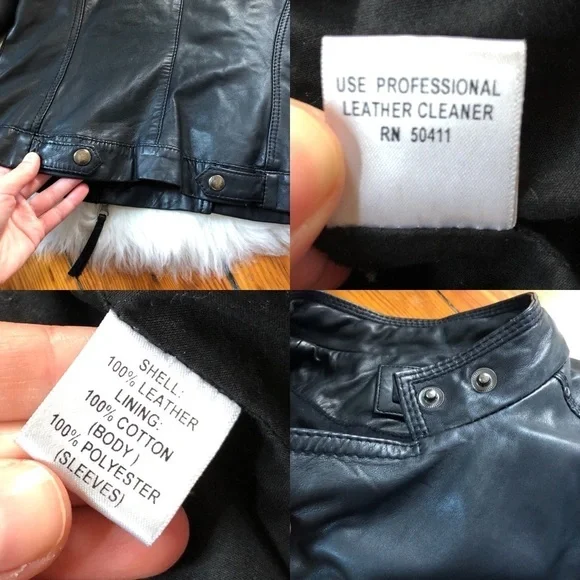 USE PROFESSIONAL
LEATHER CLEANER
RN 50411
SHELL:
100% LEATHER
LINING:
100% COTTON
(BODY)
100% POLYESTER
(SLEEVES)